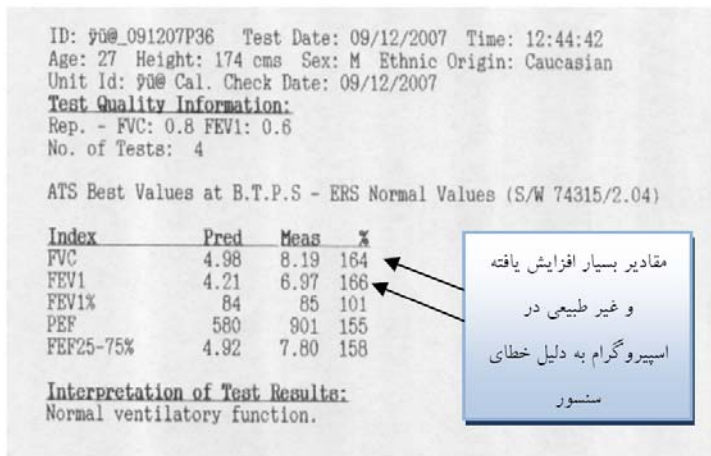 ID: ÿû@_091207P36 Test Date: 09/12/2007 Time: 12:44:42
Age: 27 Height: 174 cms Sex: M Ethnic Origin: Caucasian
Unit Id: ÿû@ Cal. Check Date: 09/12/2007
Test Quality Information:
Rep. - FVC: 0.8 FEV1: 0.6
No. of Tests: 4
ATS Best Values at B.T.P.S - ERS Normal Values (S/W 74315/2.04)
Index Pred Meas %
FVC 4.98 8.19 164
FEV1 4.21 6.97 166
FEV1% 84 85 101
PEF 580 901 155
FEF25-75% 4.92 7.80 158
مقادیر بسیار افزایش یافته
و غیر طبیعی در
اسپیروگرام به دلیل خطای
سنسور
Interpretation of Test Results:
Normal ventilatory function.